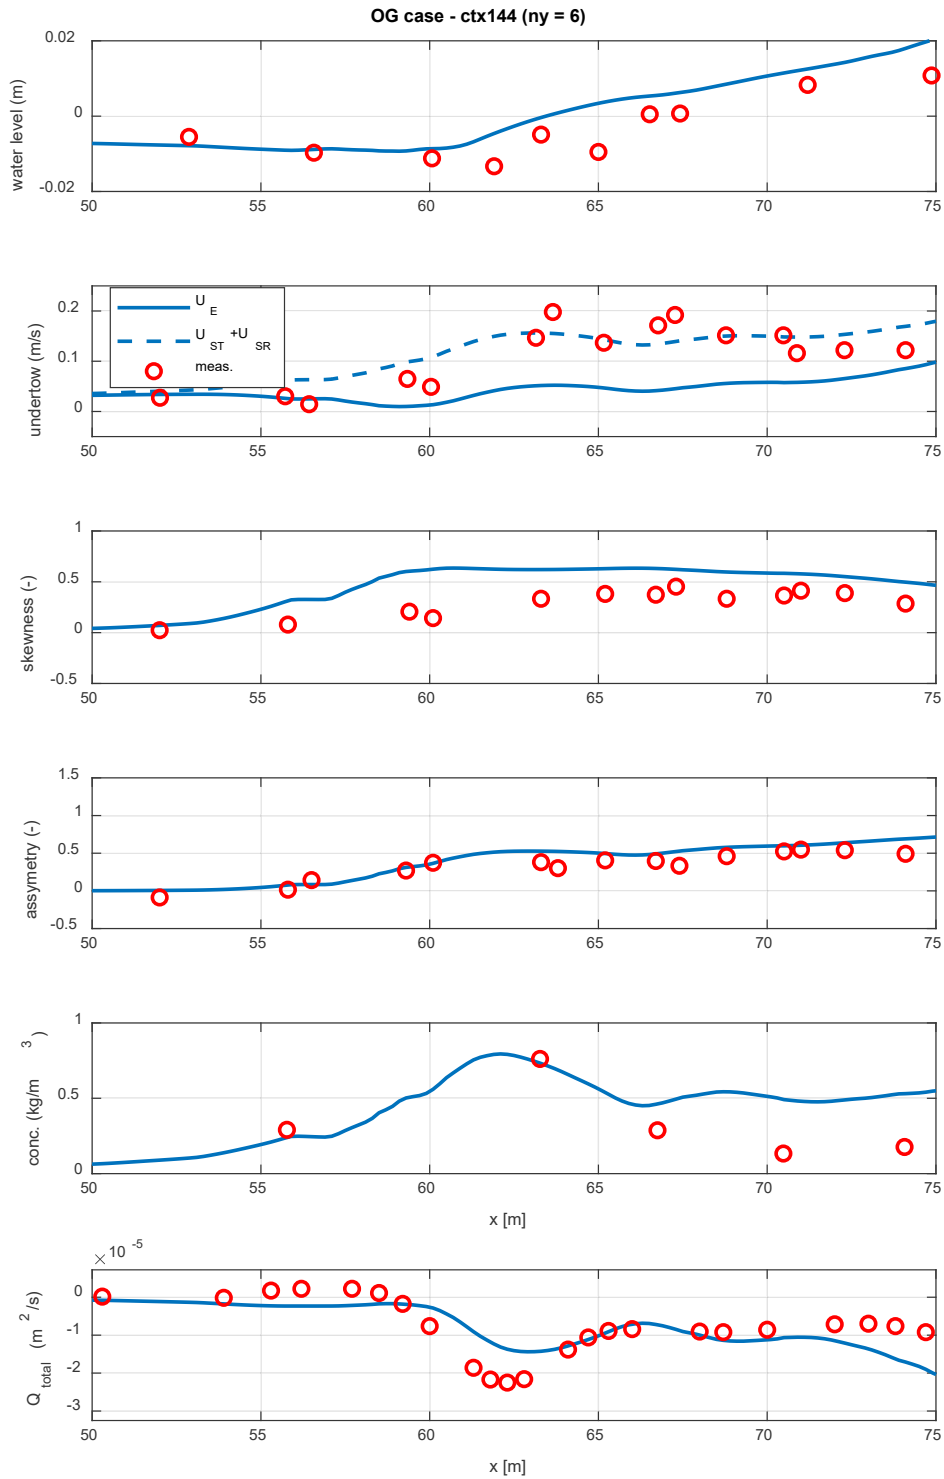 OG case - ctx144 (ny = 6)
0.02
0
-0.02
water level (m)
50 55 60 65 70 75
0.2
0.1
0
undertow (m/s)
U E
U ST +U SR
meas.
50 55 60 65 70 75
1
0.5
0
-0.5
skewness (-)
50 55 60 65 70 75
1.5
1
0.5
0
-0.5
assymetry (-)
50 55 60 65 70 75
1
0.5
0
conc. (kg/m 3 )
50 55 60 65 70 75
x [m]
× 10 -5
0
-1
-2
-3
Q total (m 2 /s)
50 55 60 65 70 75
x [m]